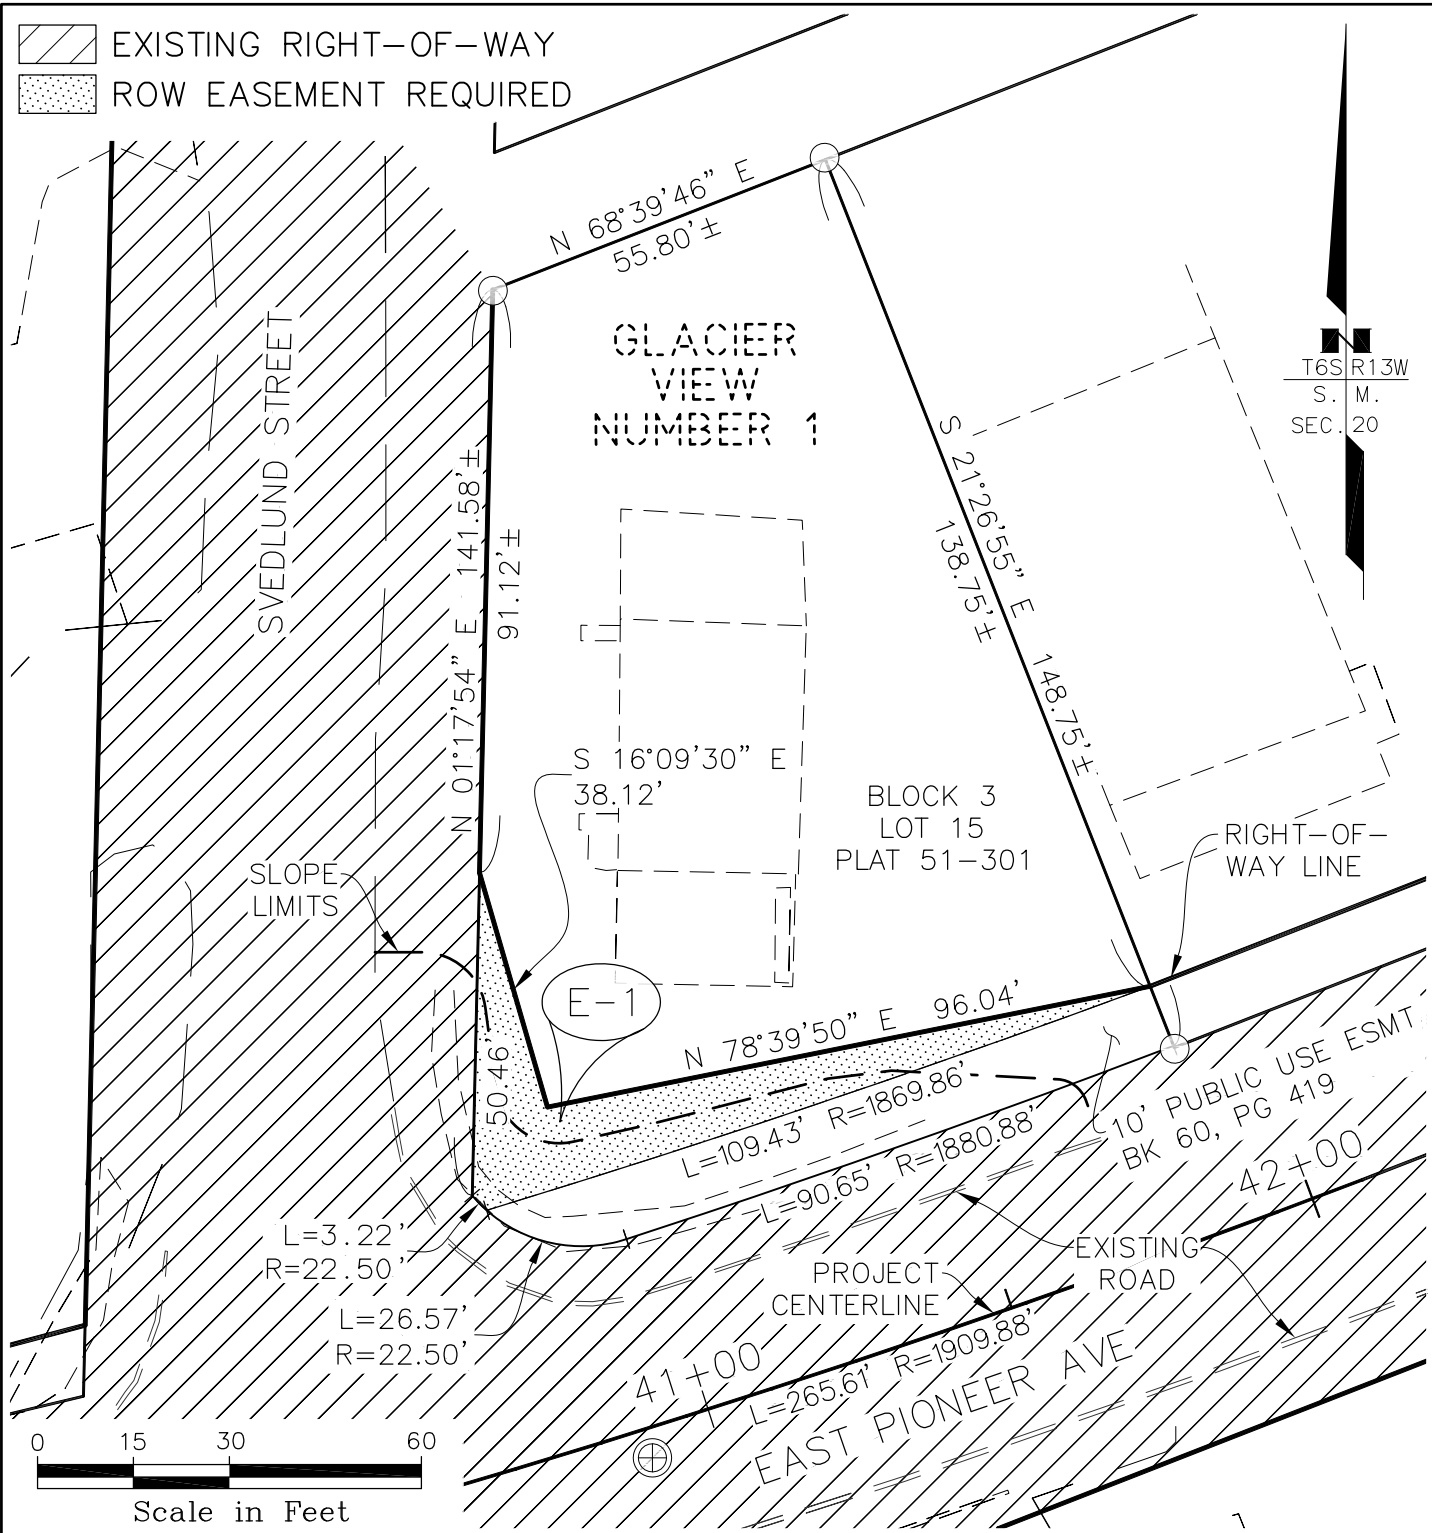 EXISTING RIGHT-OF-WAY
ROW EASEMENT REQUIRED
N 68°39'46" E
55.80'±
GLACIER
VIEW
NUMBER 1
N
T6S R13W
S. M.
SEC. 20
SVEDLUND STREET
N 01°17'54" E 141.58'±
91.12'±
S 21°26'55" E 148.75'±
138.75'±
S 16°09'30" E
38.12'
BLOCK 3
LOT 15
PLAT 51-301
RIGHT-OF-
WAY LINE
SLOPE
LIMITS
E-1
50.46'
N 78°39'50" E 96.04'
L=109.43' R=1869.86'
L=90.65' R=1880.88'
10' PUBLIC USE ESMT
BK 60, PG 419
42+00
L=3.22'
R=22.50'
L=26.57'
R=22.50'
PROJECT
CENTERLINE
EXISTING
ROAD
41+00
L=265.61' R=1909.88'
EAST PIONEER AVE
0 15 30 60
Scale in Feet